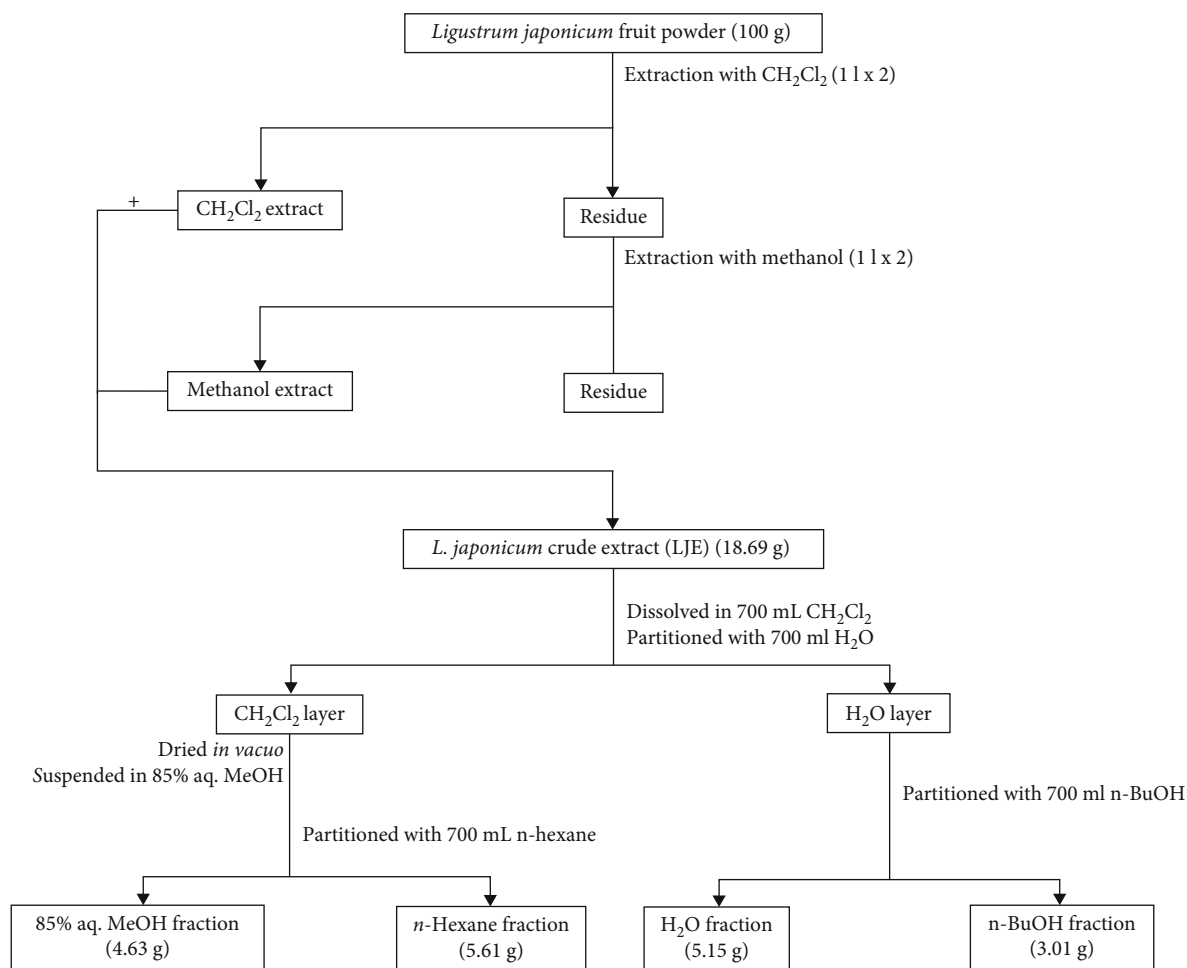 Ligustrum japonicum fruit powder (100 g)
Extraction with CH₂Cl₂ (1 l x 2)
+
CH₂Cl₂ extract
Residue
Extraction with methanol (1 l x 2)
Methanol extract
Residue
L. japonicum crude extract (LJE) (18.69 g)
Dissolved in 700 mL CH₂Cl₂
Partitioned with 700 ml H₂O
CH₂Cl₂ layer
H₂O layer
Dried in vacuo
Suspended in 85% aq. MeOH
Partitioned with 700 ml n-BuOH
Partitioned with 700 mL n-hexane
85% aq. MeOH fraction
(4.63 g)
n-Hexane fraction
(5.61 g)
H₂O fraction
(5.15 g)
n-BuOH fraction
(3.01 g)